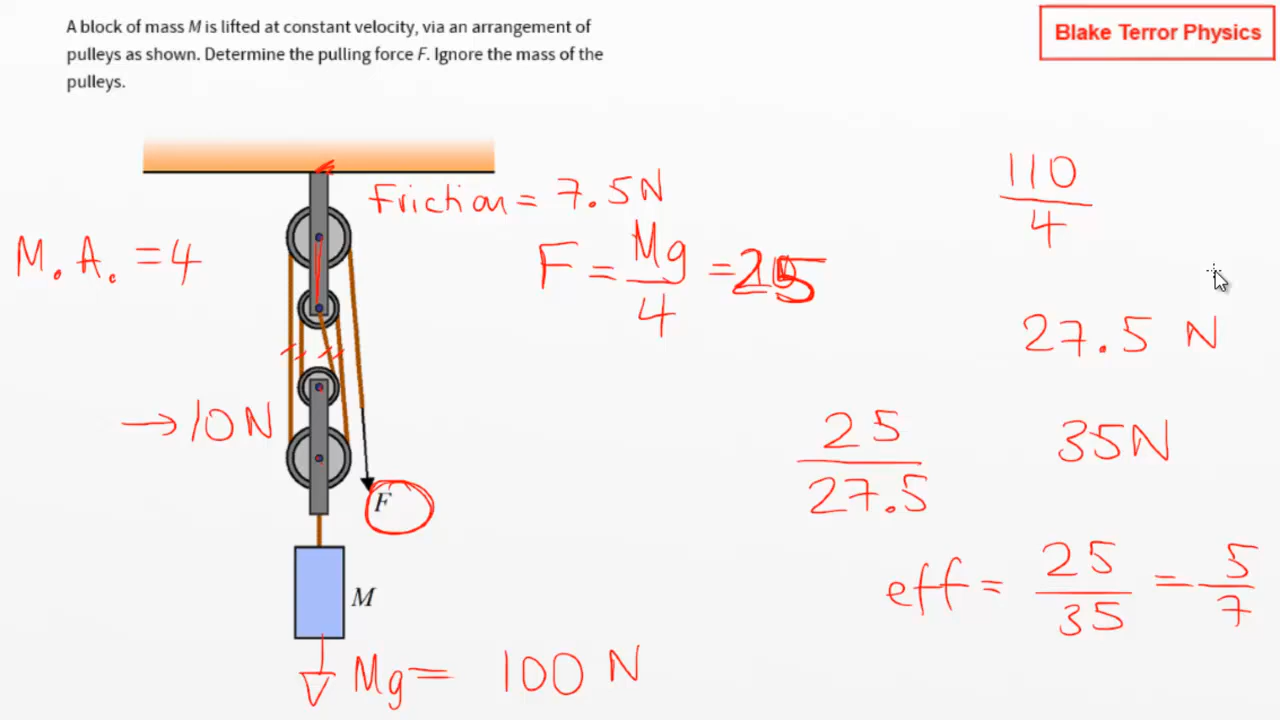 A block of mass M is lifted at constant velocity, via an arrangement of
pulleys as shown. Determine the pulling force F. Ignore the mass of the
pulleys.
Blake Terror Physics
Friction = 7.5N
M.A. = 4
F = Mg/4 = 25
110/4
27.5 N
→10N
F
25/27.5
35N
M
eff = 25/35 = 5/7
Mg = 100 N